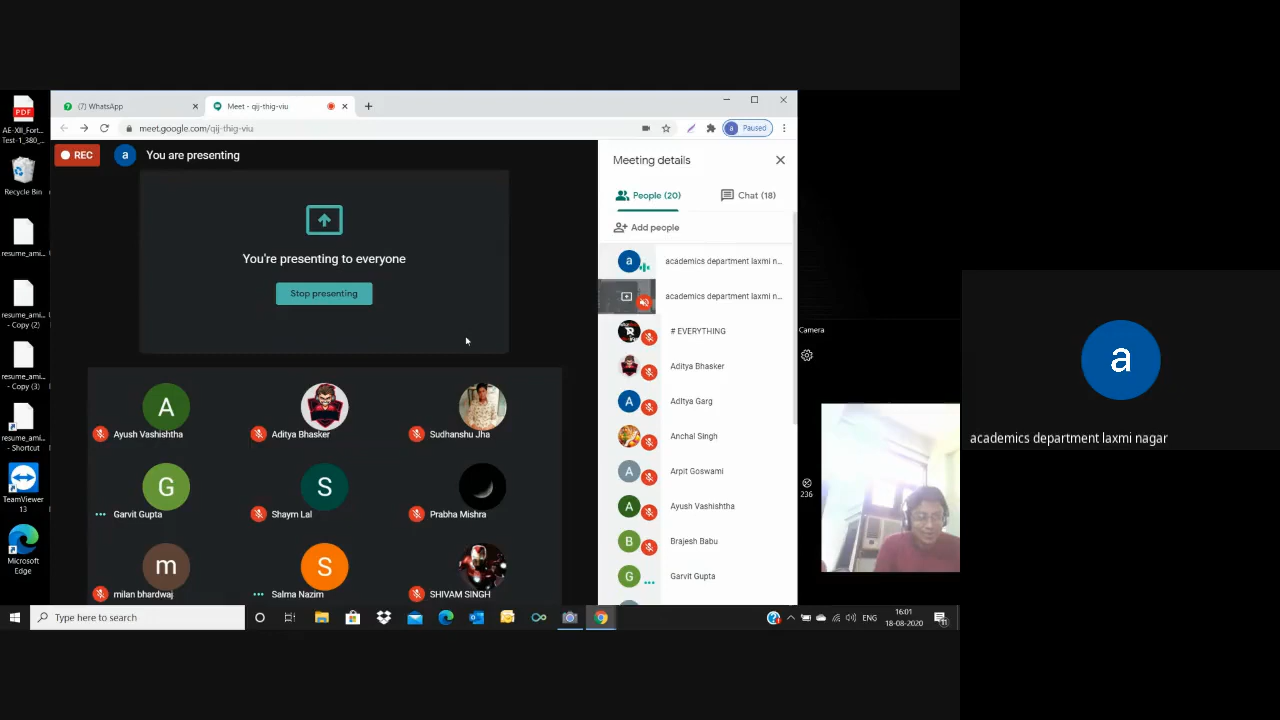 (7) WhatsApp
Meet - qij-thig-viu
meet.google.com/qij-thig-viu
a
Paused
PDF
AE-XII_Fort...
Test-1_380_...
Recycle Bin
resume_ami...
resume_ami...
- Copy (2)
resume_ami...
- Copy (3)
resume_ami...
- Shortcut
TeamViewer
13
Microsoft
Edge
REC
a
You are presenting
You're presenting to everyone
Stop presenting
A
Ayush Vashishtha
Aditya Bhasker
Sudhanshu Jha
G
Garvit Gupta
S
Shaym Lal
Prabha Mishra
m
milan bhardwaj
S
Salma Nazim
SHIVAM SINGH
Meeting details
People (20)
Chat (18)
Add people
a
academics department laxmi n...
academics department laxmi n...
# EVERYTHING
Aditya Bhasker
A
Aditya Garg
Anchal Singh
A
Arpit Goswami
A
Ayush Vashishtha
B
Brajesh Babu
G
Garvit Gupta
Camera
236
a
academics department laxmi nagar
Type here to search
ENG
16:01
18-08-2020